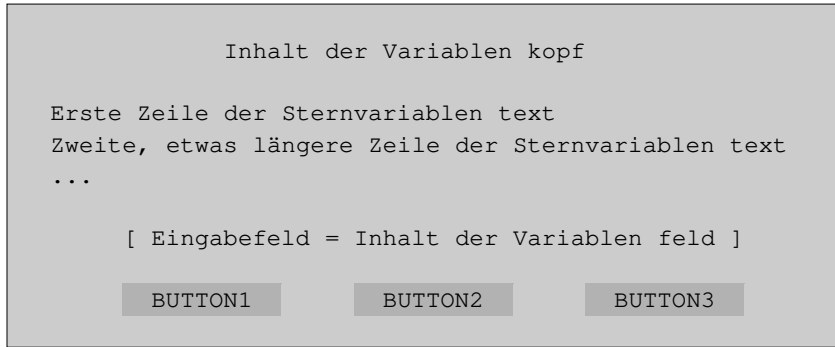 Inhalt der Variablen kopf
Erste Zeile der Sternvariablen text
Zweite, etwas längere Zeile der Sternvariablen text
...
[ Eingabefeld = Inhalt der Variablen feld ]
BUTTON1 BUTTON2 BUTTON3